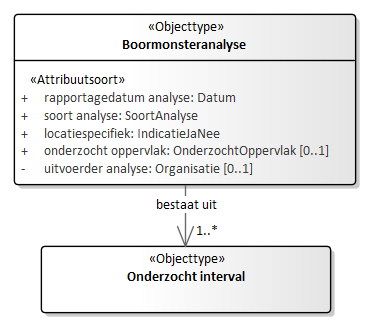 «Objecttype»
Boormonsteranalyse
«Attribuutsoort»
+ rapportagedatum analyse: Datum
+ soort analyse: SoortAnalyse
+ locatiespecifiek: IndicatieJaNee
+ onderzocht oppervlak: OnderzochtOppervlak [0..1]
- uitvoerder analyse: Organisatie [0..1]
bestaat uit
1..*
«Objecttype»
Onderzocht interval